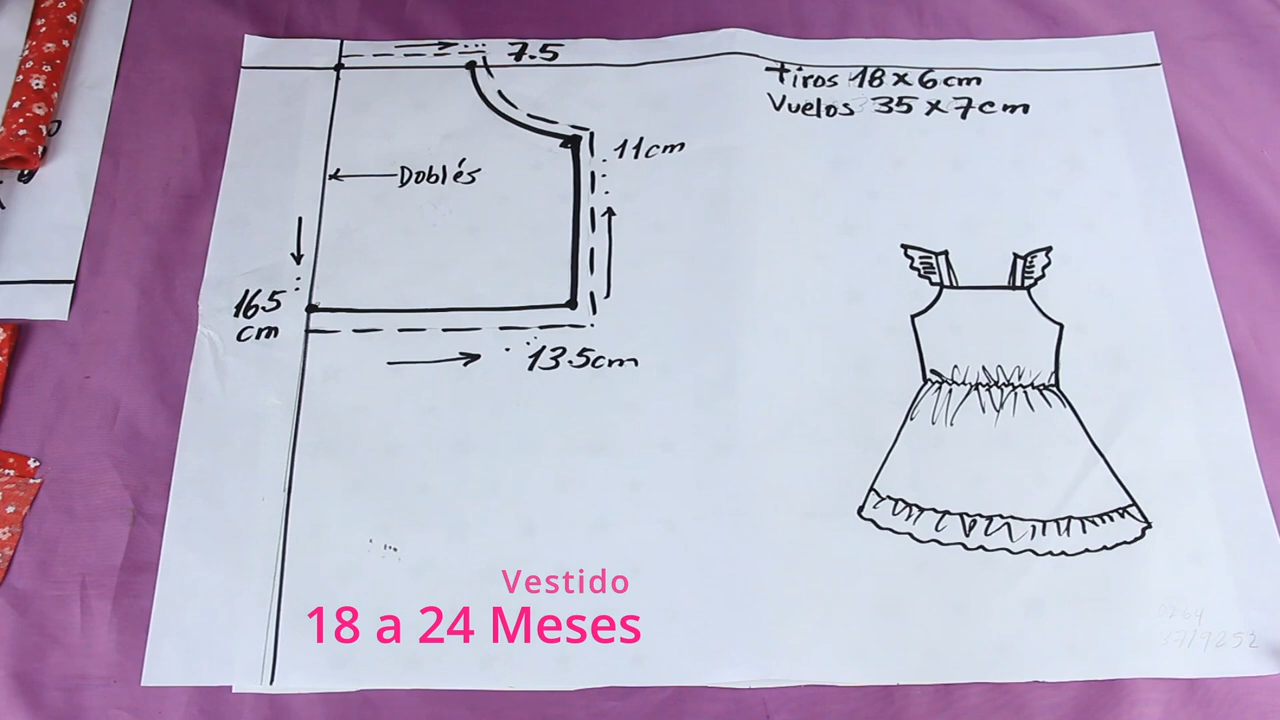 7.5
tiros 18 x 6cm
Vuelos 35 x 7cm
11cm
Doblés
16.5
cm
13.5cm
Vestido
18 a 24 Meses